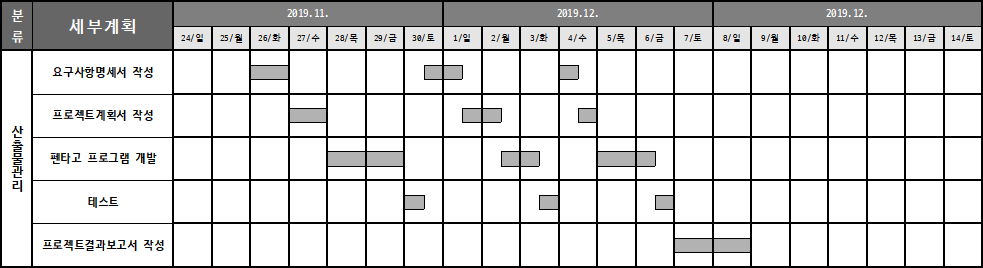 분류 세부계획 2019.11. 2019.12. 2019.12.
24/일 25/월 26/화 27/수 28/목 29/금 30/토 1/일 2/월 3/화 4/수 5/목 6/금 7/토 8/일 9/월 10/화 11/수 12/목 13/금 14/토
산출물관리
요구사항명세서 작성
프로젝트계획서 작성
펜타고 프로그램 개발
테스트
프로젝트결과보고서 작성